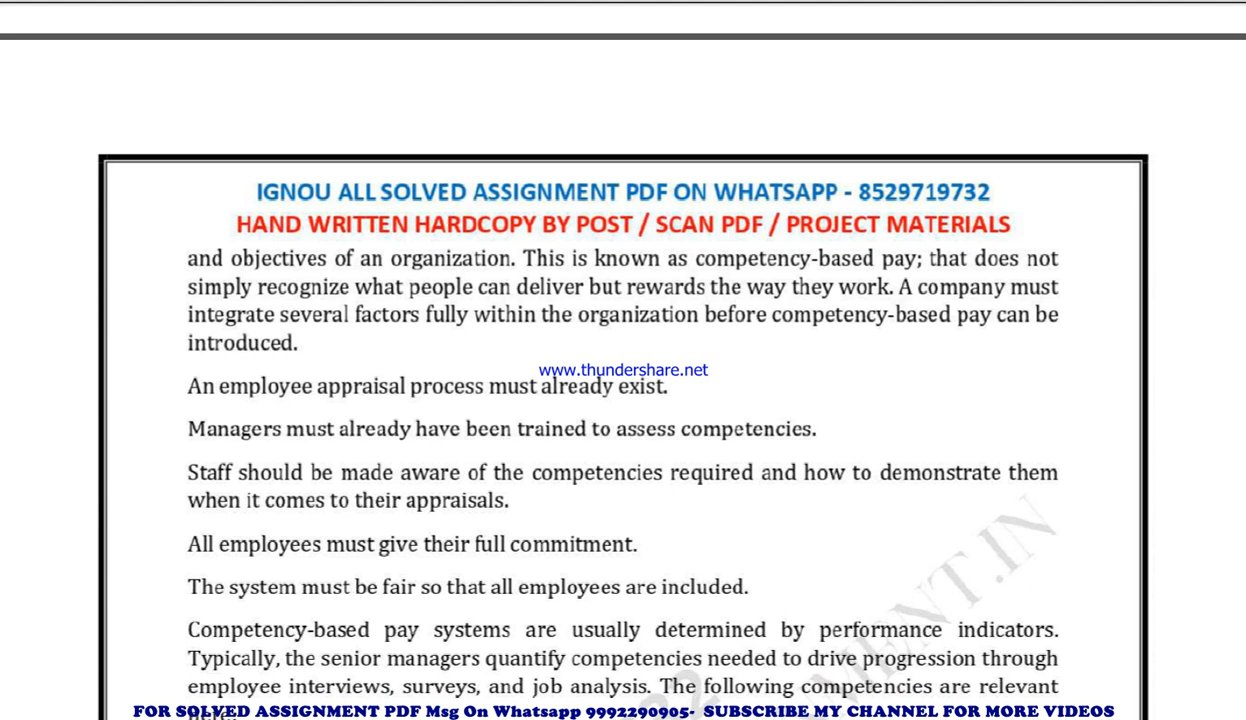 IGNOU ALL SOLVED ASSIGNMENT PDF ON WHATSAPP - 8529719732
HAND WRITTEN HARDCOPY BY POST / SCAN PDF / PROJECT MATERIALS
and objectives of an organization. This is known as competency-based pay; that does not
simply recognize what people can deliver but rewards the way they work. A company must
integrate several factors fully within the organization before competency-based pay can be
introduced.
www.thundershare.net
An employee appraisal process must already exist.
Managers must already have been trained to assess competencies.
Staff should be made aware of the competencies required and how to demonstrate them
when it comes to their appraisals.
All employees must give their full commitment.
The system must be fair so that all employees are included.
Competency-based pay systems are usually determined by performance indicators.
Typically, the senior managers quantify competencies needed to drive progression through
employee interviews, surveys, and job analysis. The following competencies are relevant
FOR SOLVED ASSIGNMENT PDF Msg On Whatsapp 9992290905- SUBSCRIBE MY CHANNEL FOR MORE VIDEOS